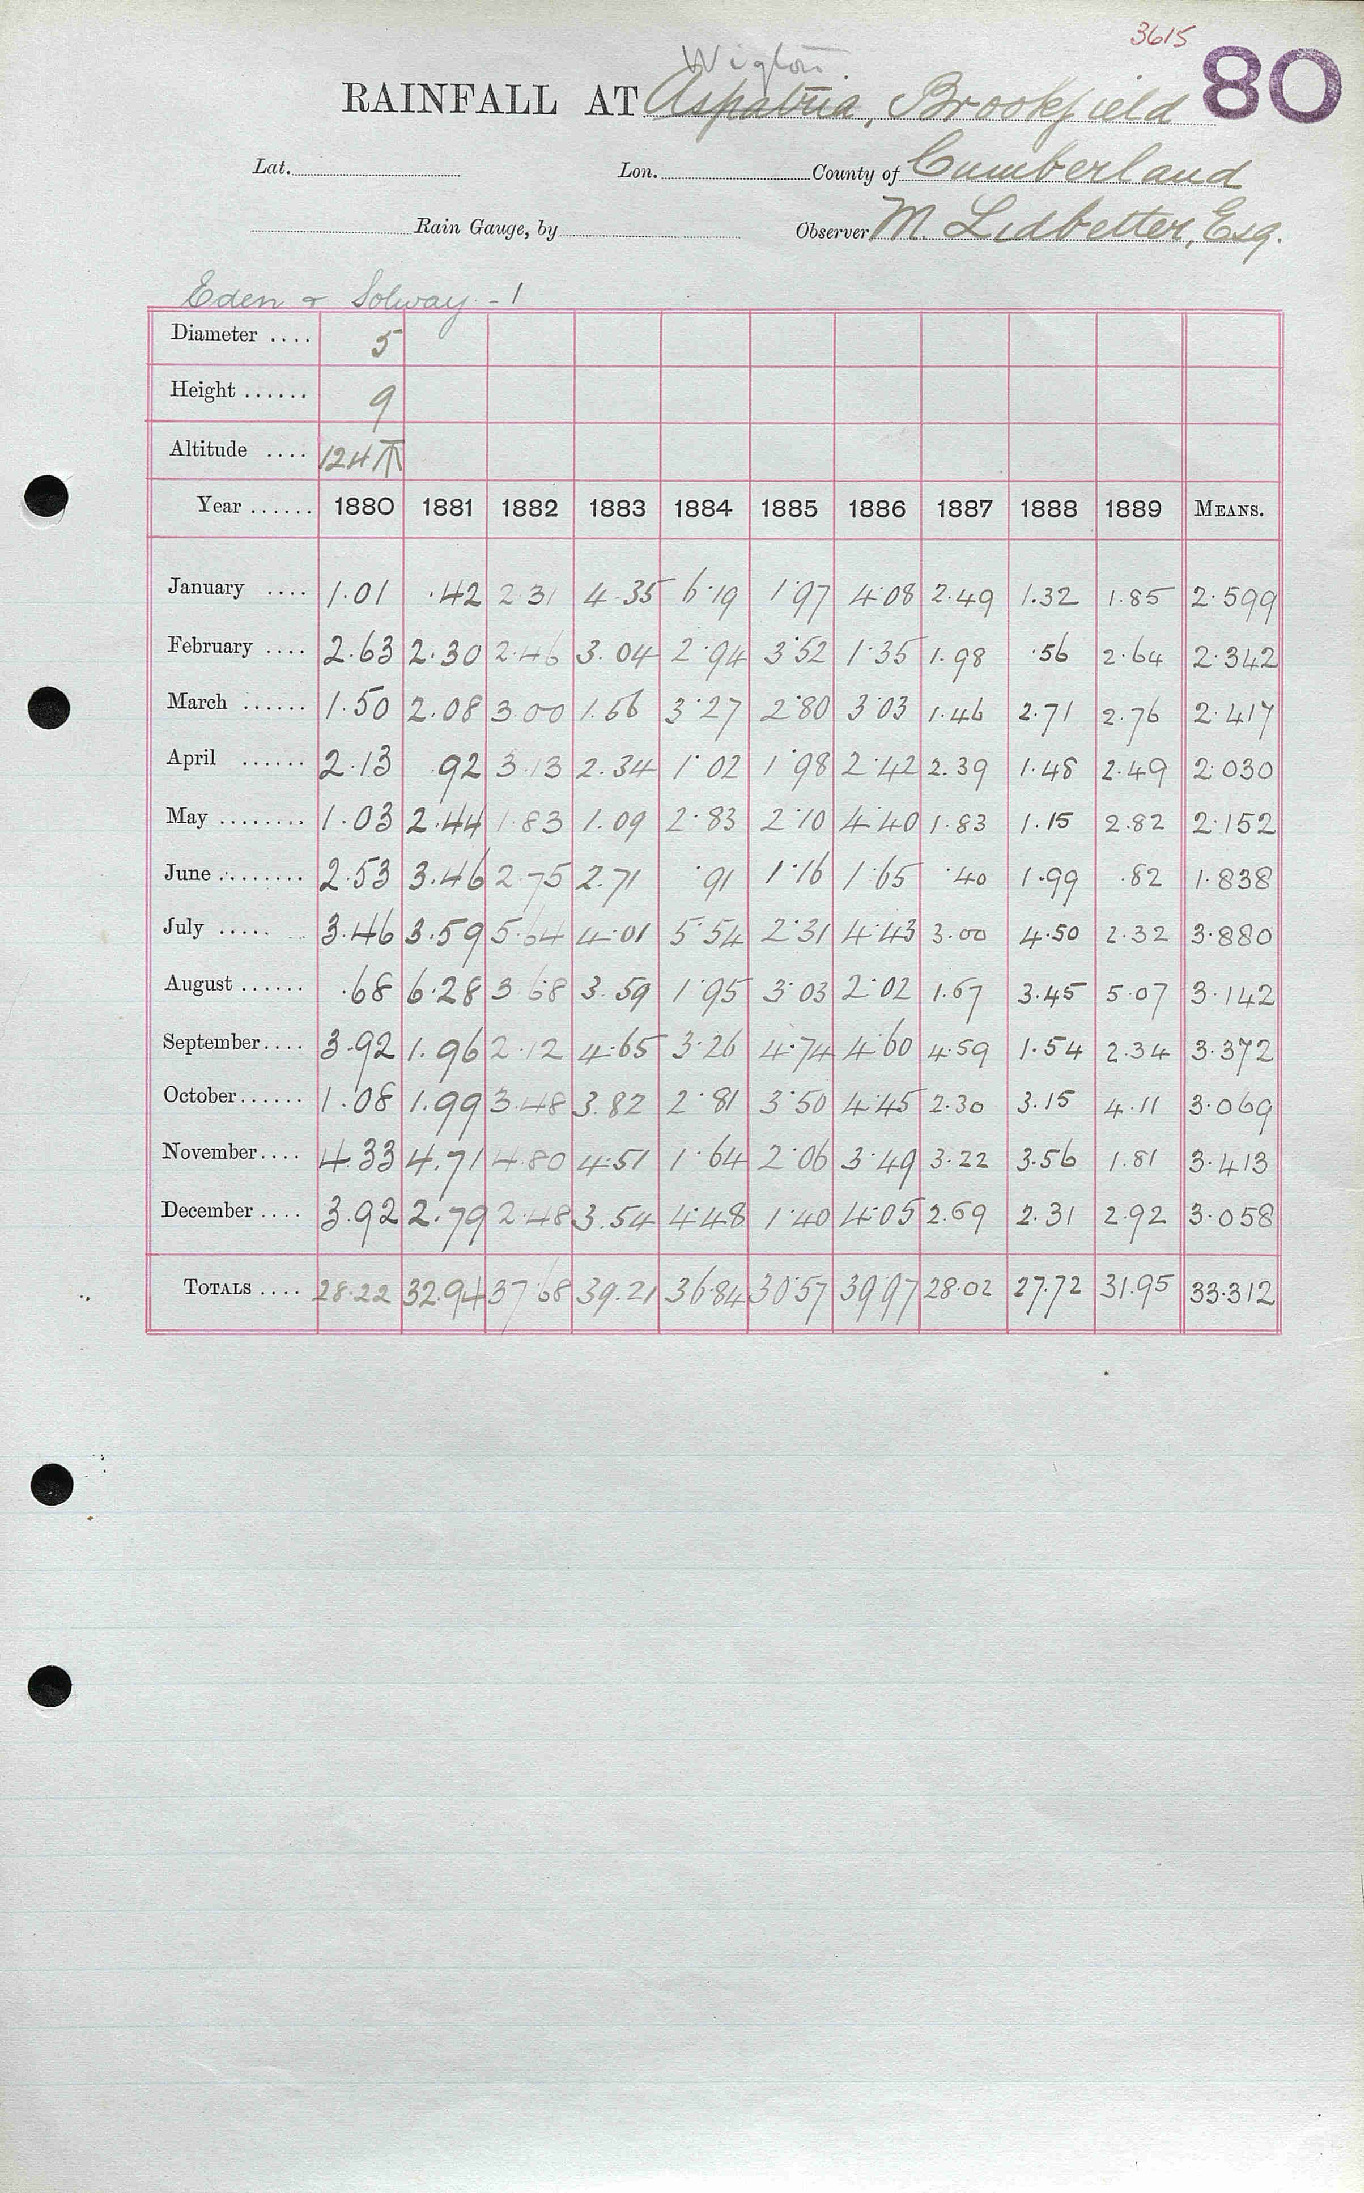 3615
80
Wigton
RAINFALL AT Aspatria, Brookfield
Lat. Lon. County of Cumberland
Rain Gauge, by Observer M. Lidbetter, Esq.
Eden & Solway - 1
Diameter .... 5
Height ...... 9
Altitude .... 124
Year ...... 1880 1881 1882 1883 1884 1885 1886 1887 1888 1889 MEANS.
January .... 1.01 .42 2.31 4.35 6.19 1.97 4.08 2.49 1.32 1.85 2.599
February .... 2.63 2.30 2.46 3.04 2.94 3.52 1.35 1.98 .56 2.64 2.342
March ...... 1.50 2.08 3.00 1.56 3.27 2.80 3.03 1.46 2.71 2.76 2.417
April ...... 2.13 .92 3.13 2.34 1.02 1.98 2.42 2.39 1.48 2.49 2.030
May ........ 1.03 2.44 1.83 1.09 2.83 2.10 4.40 1.83 1.15 2.82 2.152
June ........ 2.53 3.46 2.75 2.71 .91 1.16 1.65 .40 1.99 .82 1.838
July ..... 3.46 3.59 5.64 4.01 5.54 2.31 4.43 3.00 4.50 2.32 3.880
August ...... .68 6.28 3.68 3.59 1.95 3.03 2.02 1.67 3.45 5.07 3.142
September .... 3.92 1.96 2.12 4.65 3.26 4.74 4.60 4.59 1.54 2.34 3.372
October ...... 1.08 1.99 3.48 3.82 2.81 3.50 4.45 2.30 3.15 4.11 3.069
November .... 4.33 4.71 4.80 4.51 1.64 2.06 3.49 3.22 3.56 1.81 3.413
December .... 3.92 2.79 2.48 3.54 4.48 1.40 4.05 2.69 2.31 2.92 3.058
TOTALS .... 28.22 32.94 37.68 39.21 36.84 30.57 39.97 28.02 27.72 31.95 33.312